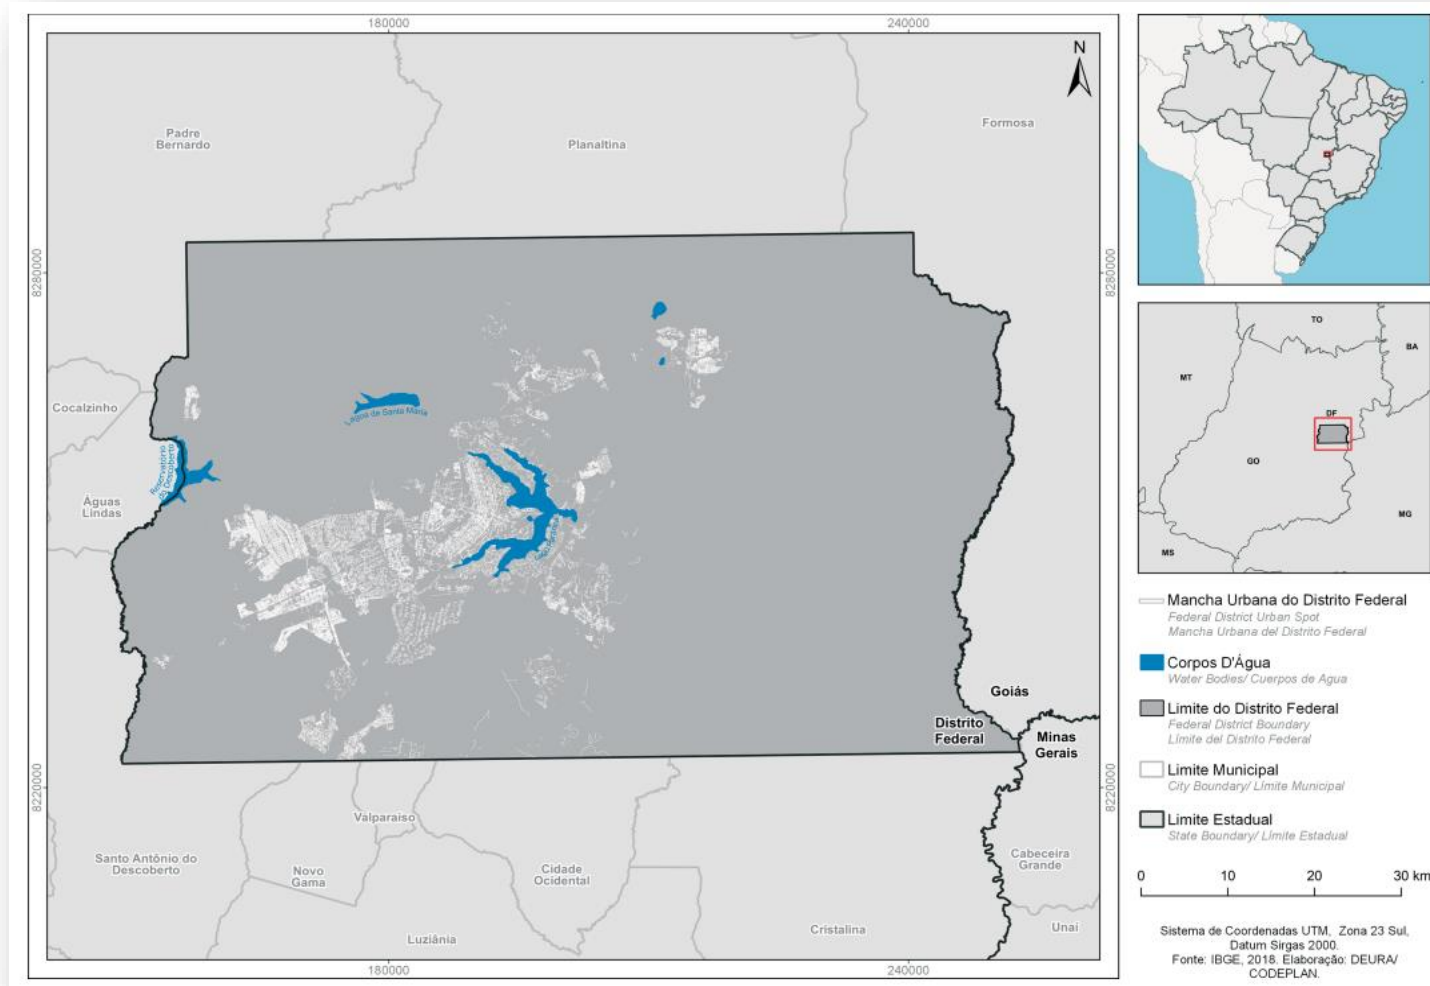 180000
240000
N
Padre
Bernardo
Planaltina
Formosa
8280000
8280000
Cocalzinho
Lagoa de Santa Maria
Reservatório
do Descoberto
Águas
Lindas
Goiás
Distrito
Federal
Minas
Gerais
8220000
8220000
Valparaíso
Santo Antônio do
Descoberto
Novo
Gama
Cidade
Ocidental
Cabeceira
Grande
Luziânia
Cristalina
Unaí
180000
240000
TO
BA
MT
DF
GO
MG
MS
Mancha Urbana do Distrito Federal
Federal District Urban Spot
Mancha Urbana del Distrito Federal
Corpos D'Água
Water Bodies/ Cuerpos de Agua
Limite do Distrito Federal
Federal District Boundary
Límite del Distrito Federal
Limite Municipal
City Boundary/ Límite Municipal
Limite Estadual
State Boundary/ Límite Estadual
0 10 20 30 km
Sistema de Coordenadas UTM, Zona 23 Sul,
Datum Sirgas 2000.
Fonte: IBGE, 2018. Elaboração: DEURA/
CODEPLAN.